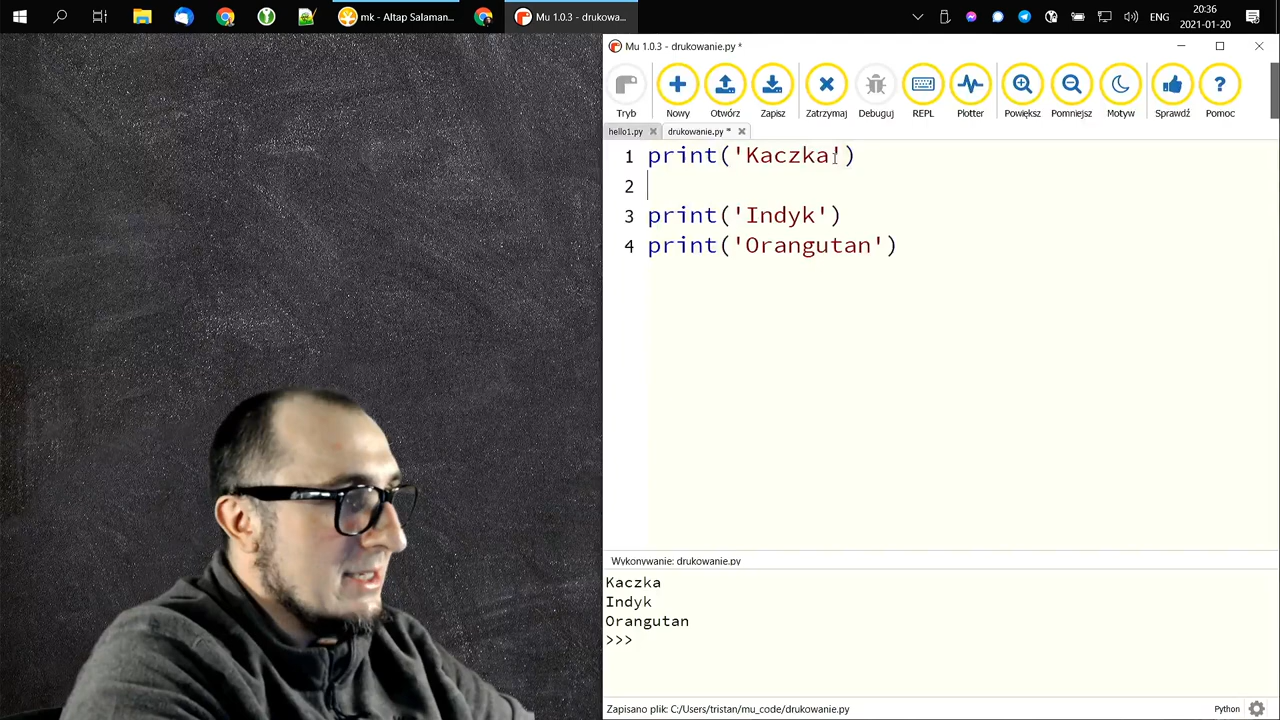 mk - Altap Salaman...
Mu 1.0.3 - drukowa...
ENG
20:36
2021-01-20
Mu 1.0.3 - drukowanie.py *
Tryb
Nowy
Otwórz
Zapisz
Zatrzymaj
Debuguj
REPL
Plotter
Powiększ
Pomniejsz
Motyw
Sprawdź
Pomoc
hello1.py
drukowanie.py *
1 print('Kaczka')
2
3 print('Indyk')
4 print('Orangutan')
Wykonywanie: drukowanie.py
Kaczka
Indyk
Orangutan
>>>
Zapisano plik: C:/Users/tristan/mu_code/drukowanie.py
Python